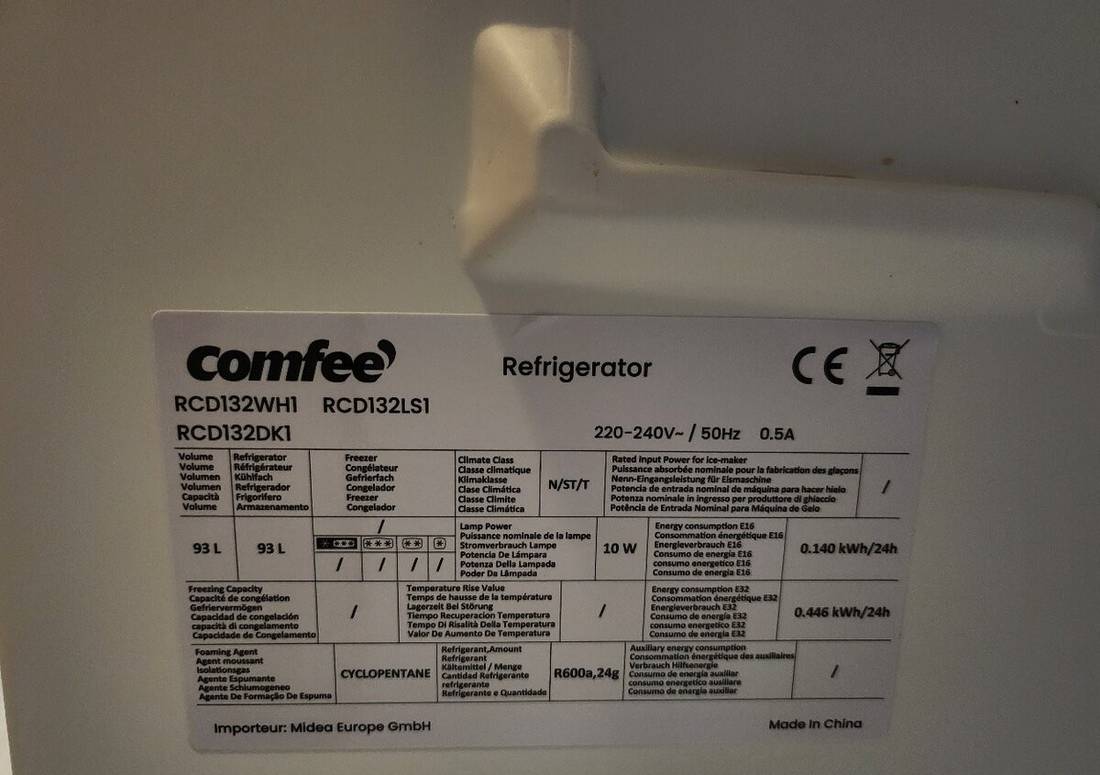 comfee’
Refrigerator
CE
RCD132WH1 RCD132LS1
RCD132DK1
220-240V~ / 50Hz 0.5A
Volume
Volume
Volumen
Volumen
Capacità
Volume
Refrigerator
Réfrigérateur
Kühlfach
Refrigerador
Frigorifero
Armazenamento
Freezer
Congélateur
Gefrierfach
Congelador
Freezer
Congelador
Climate Class
Classe climatique
Klimaklasse
Clase Climática
Classe Climite
Classe Climática
N/ST/T
Rated Input Power for ice-maker
Puissance absorbée nominale pour la fabrication des glaçons
Nenn-Eingangsleistung für Eismaschine
Potencia de entrada nominal de máquina para hacer hielo
Potenza nominale in ingresso per produttore di ghiaccio
Potência de Entrada Nominal para Máquina de Gelo
/
93 L
93 L
/
* *** *** ** *
/ / / /
Lamp Power
Puissance nominale de la lampe
Stromverbrauch Lampe
Potencia De Lámpara
Potenza Della Lampada
Poder Da Lâmpada
10 W
Energy consumption E16
Consommation énergétique E16
Energieverbrauch E16
Consumo de energía E16
consumo energetico E16
Consumo de energia E16
0.140 kWh/24h
Freezing Capacity
Capacité de congélation
Gefriervermögen
Capacidad de congelación
capacità di congelamento
Capacidade de Congelamento
/
Temperature Rise Value
Temps de hausse de la température
Lagerzeit Bei Störung
Tiempo Recuperacion Temperatura
Tempo Di Risalità Della Temperatura
Valor De Aumento De Temperatura
/
Energy consumption E32
Consommation énergétique E32
Energieverbrauch E32
Consumo de energía E32
consumo energetico E32
Consumo de energia E32
0.446 kWh/24h
Foaming Agent
Agent moussant
Isolationsgas
Agente Espumante
Agente Schiumogeneo
Agente De Formação De Espuma
CYCLOPENTANE
Refrigerant,Amount
Refrigerant
Kältemittel / Menge
Cantidad Refrigerante
refrigerante
Refrigerante e Quantidade
R600a,24g
Auxiliary energy consumption
Consommation énergétique des auxiliaires
Verbrauch Hilfsenergie
Consumo de energía auxiliar
consumo energetico auxiliare
Consumo de energia auxiliar
/
Importeur: Midea Europe GmbH
Made In China